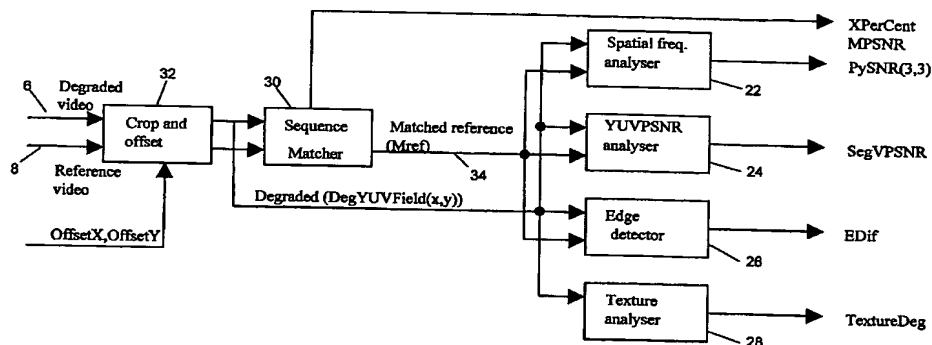 XPerCent
MPSNR
PySNR(3,3)
Spatial freq.
analyser
22
32
30
6
Degraded
video
Crop and
offset
Sequence
Matcher
Matched reference
(Mref)
34
YUVPSNR
analyser
24
SegVPSNR
8
Reference
video
Degraded (DegYUVField(x,y))
OffsetX,OffsetY
Edge
detector
26
EDif
Texture
analyser
28
TextureDeg